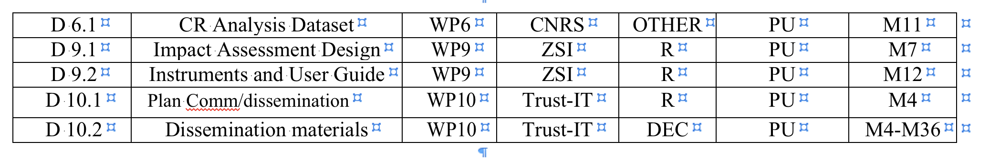 D 6.1 CR Analysis Dataset WP6 CNRS OTHER PU M11
D 9.1 Impact Assessment Design WP9 ZSI R PU M7
D 9.2 Instruments and User Guide WP9 ZSI R PU M12
D 10.1 Plan Comm/dissemination WP10 Trust-IT R PU M4
D 10.2 Dissemination materials WP10 Trust-IT DEC PU M4-M36